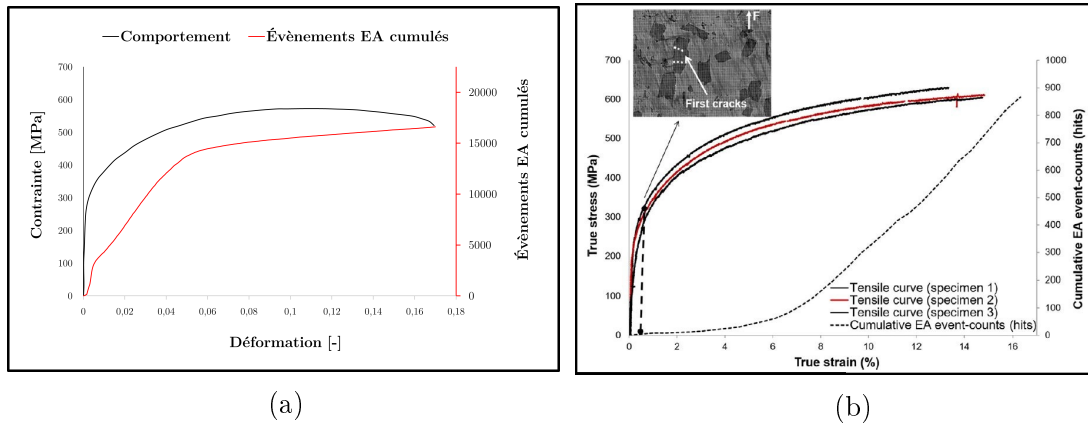 Comportement Évènements EA cumulés
Contrainte [MPa]
700
600
500
400
300
200
100
0
0 0,02 0,04 0,06 0,08 0,1 0,12 0,14 0,16 0,18
Déformation [-]
20000
15000
10000
5000
0
Évènements EA cumulés
(a)
F
First cracks
True stress (MPa)
700
600
500
400
300
200
100
0
0 2 4 6 8 10 12 14 16
True strain (%)
1000
900
800
700
600
500
400
300
200
100
0
Cumulative EA event-counts (hits)
Tensile curve (specimen 1)
Tensile curve (specimen 2)
Tensile curve (specimen 3)
Cumulative EA event-counts (hits)
(b)